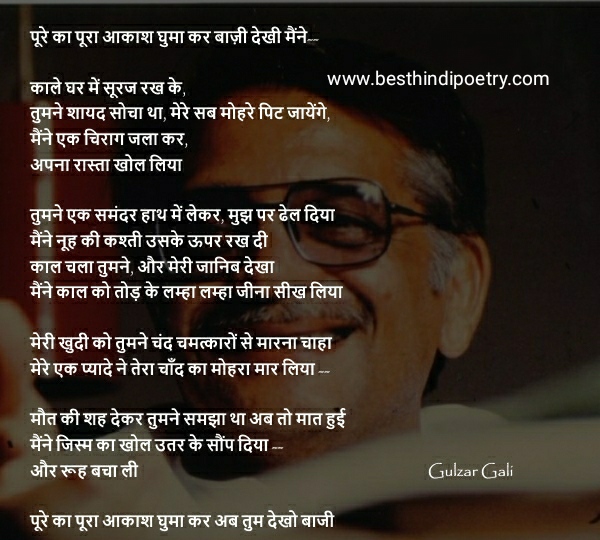 पूरे का पूरा आकाश घुमा कर बाज़ी देखी मैंने--
www.besthindipoetry.com
काले घर में सूरज रख के,
तुमने शायद सोचा था, मेरे सब मोहरे पिट जायेंगे,
मैंने एक चिराग जला कर,
अपना रास्ता खोल लिया
तुमने एक समंदर हाथ में लेकर, मुझ पर ढेल दिया
मैंने नूह की कश्ती उसके ऊपर रख दी
काल चला तुमने, और मेरी जानिब देखा
मैंने काल को तोड़ के लम्हा लम्हा जीना सीख लिया
मेरी खुदी को तुमने चंद चमत्कारों से मारना चाहा
मेरे एक प्यादे ने तेरा चाँद का मोहरा मार लिया --
मौत की शह देकर तुमने समझा था अब तो मात हुई
मैंने जिस्म का खोल उतर के सौंप दिया --
और रूह बचा ली
Gulzar Gali
पूरे का पूरा आकाश घुमा कर अब तुम देखो बाजी